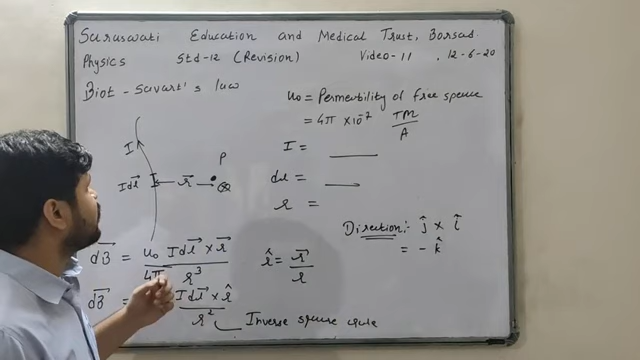 Saraswati Education and Medical Trust, Borsad.
Physics Std-12 (Revision) Video-11 . 12-6-20
Biot-Savart's law
μ0 = Permeability of free space
= 4π × 10⁻⁷ TM/A
I
P
I =
Idl⃗ r⃗ ⊗
dl =
r =
Direction:- ĵ × î
= - k̂
dB⃗ = μ0/4π Idl⃗ × r⃗ / r³
r̂ = r⃗/r
dB⃗ = Idl⃗ × r̂ / r²
Inverse square rule